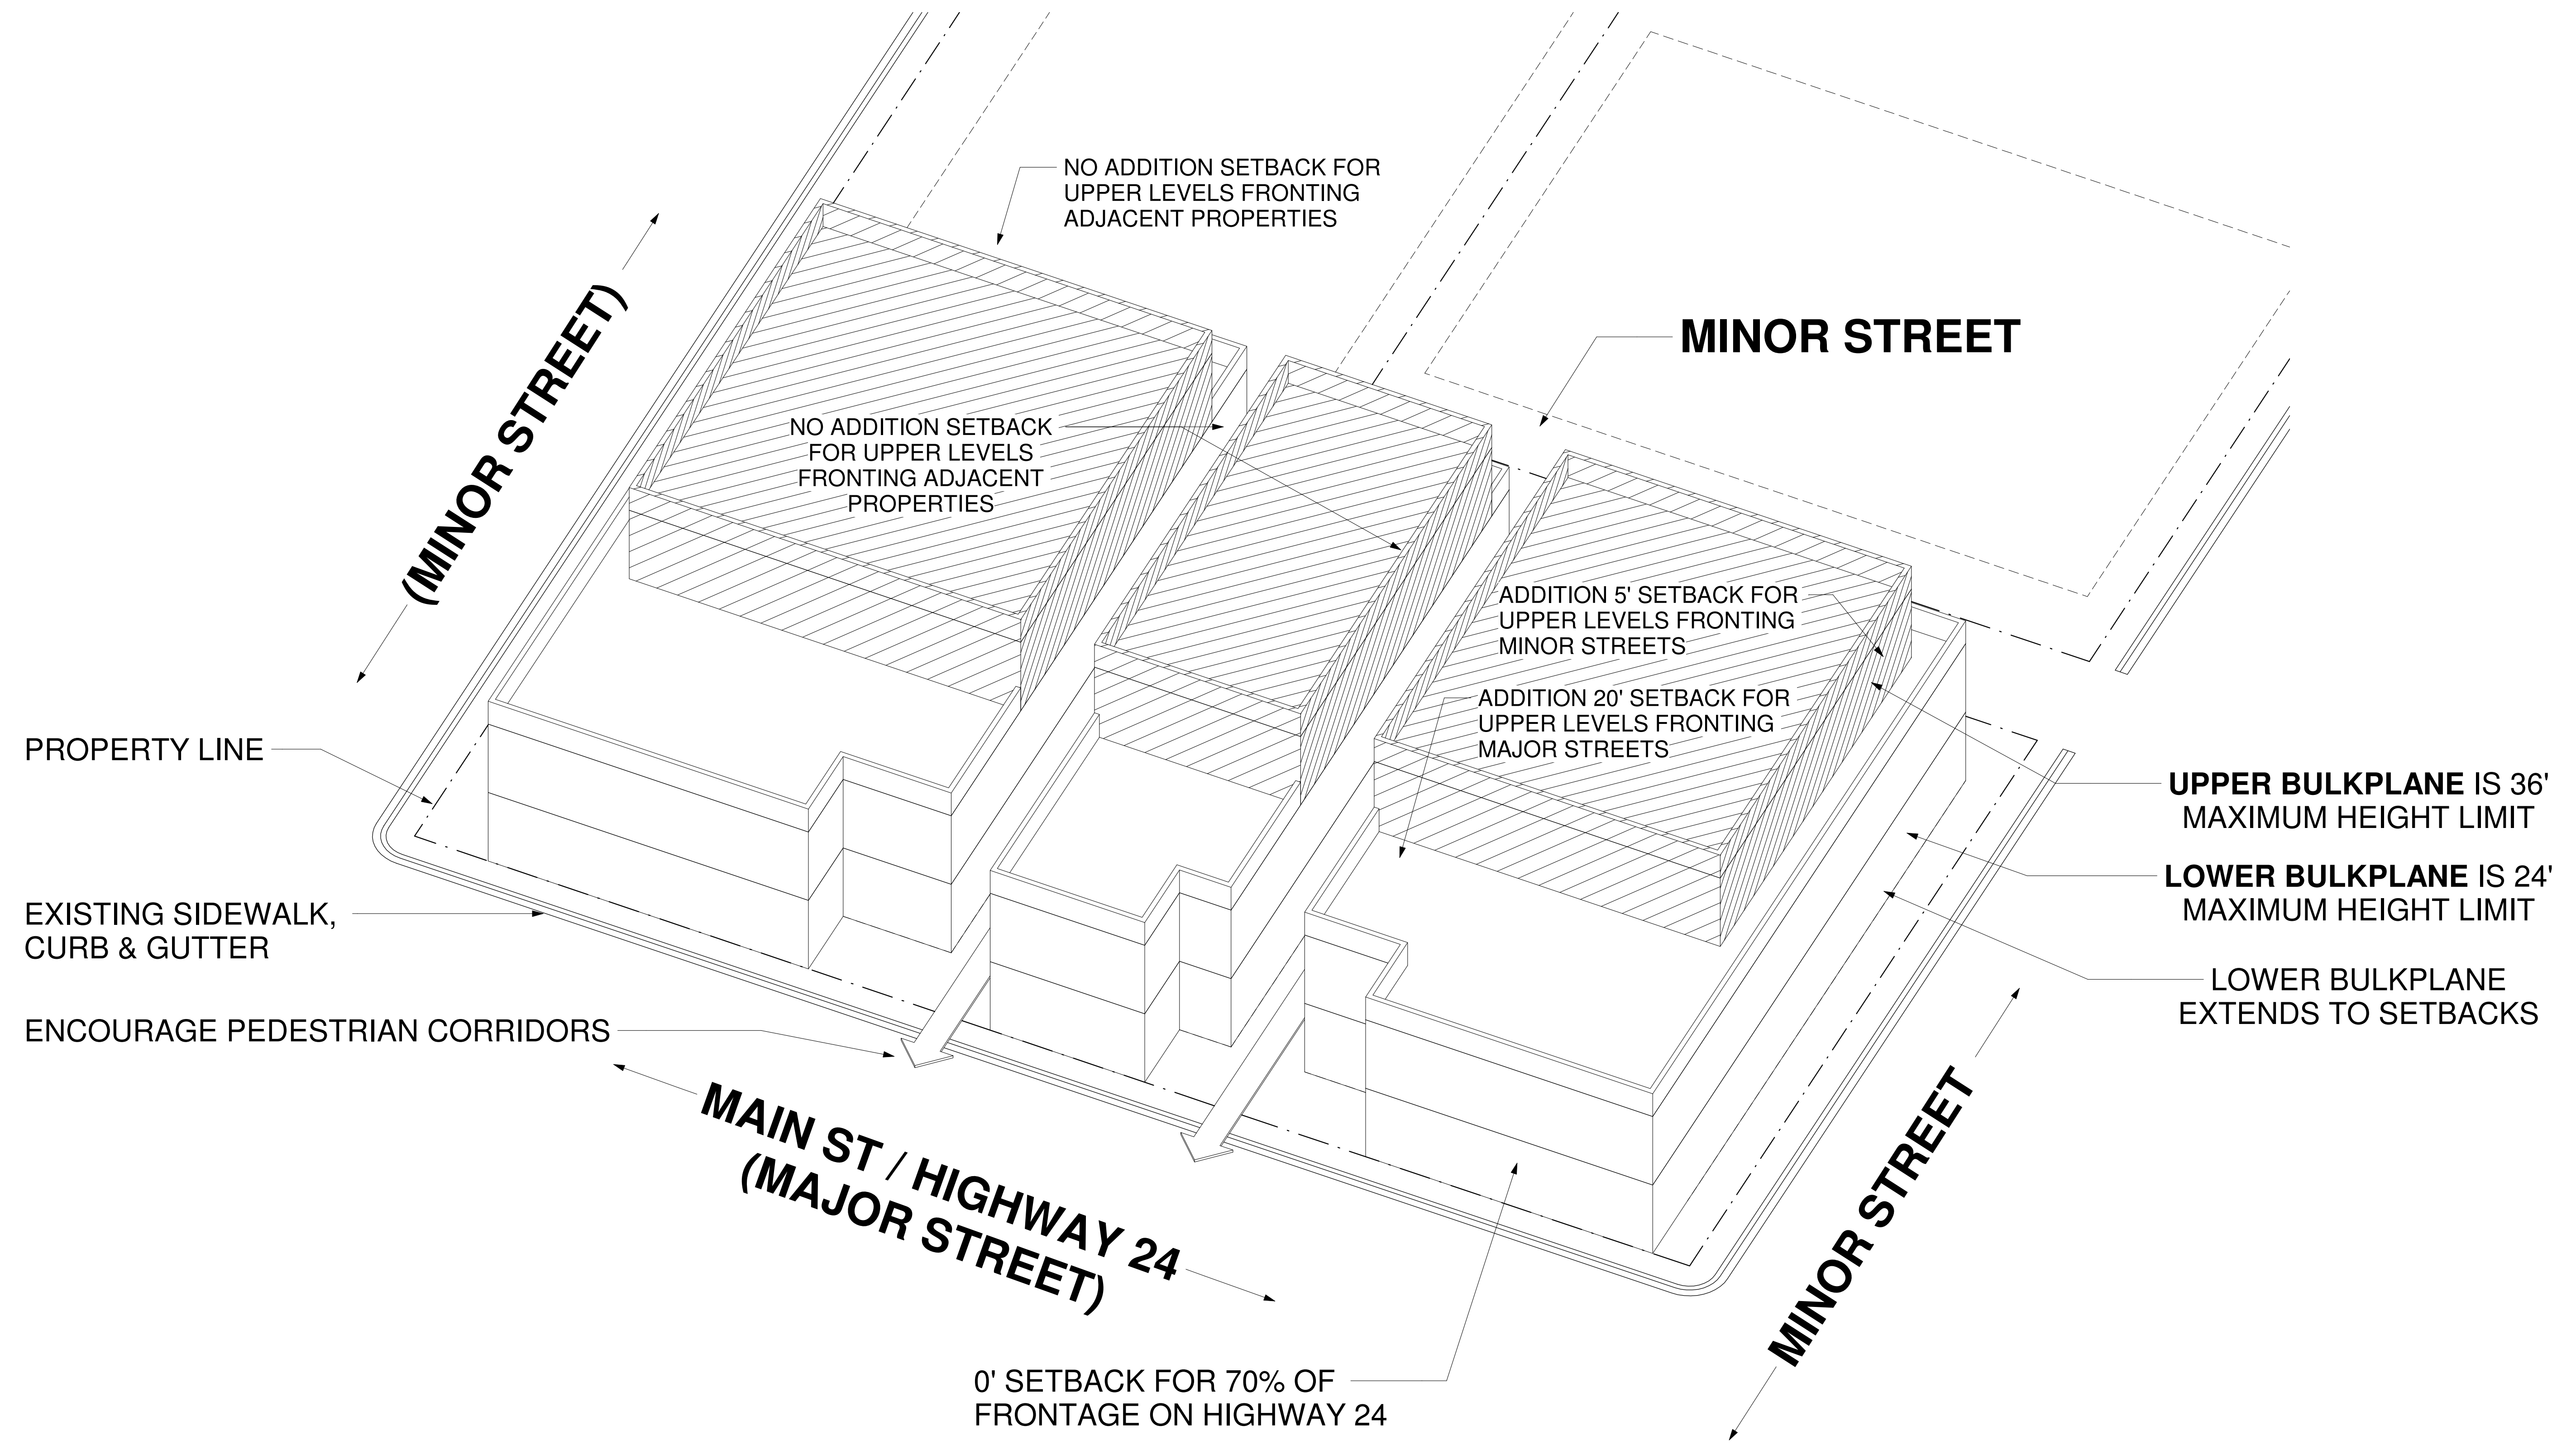 NO ADDITION SETBACK FOR
UPPER LEVELS FRONTING
ADJACENT PROPERTIES
(MINOR STREET)
MINOR STREET
NO ADDITION SETBACK
FOR UPPER LEVELS
FRONTING ADJACENT
PROPERTIES
ADDITION 5' SETBACK FOR
UPPER LEVELS FRONTING
MINOR STREETS
ADDITION 20' SETBACK FOR
UPPER LEVELS FRONTING
MAJOR STREETS
PROPERTY LINE
UPPER BULKPLANE IS 36'
MAXIMUM HEIGHT LIMIT
LOWER BULKPLANE IS 24'
MAXIMUM HEIGHT LIMIT
EXISTING SIDEWALK,
CURB & GUTTER
LOWER BULKPLANE
EXTENDS TO SETBACKS
ENCOURAGE PEDESTRIAN CORRIDORS
MAIN ST / HIGHWAY 24
(MAJOR STREET)
MINOR STREET
0' SETBACK FOR 70% OF
FRONTAGE ON HIGHWAY 24